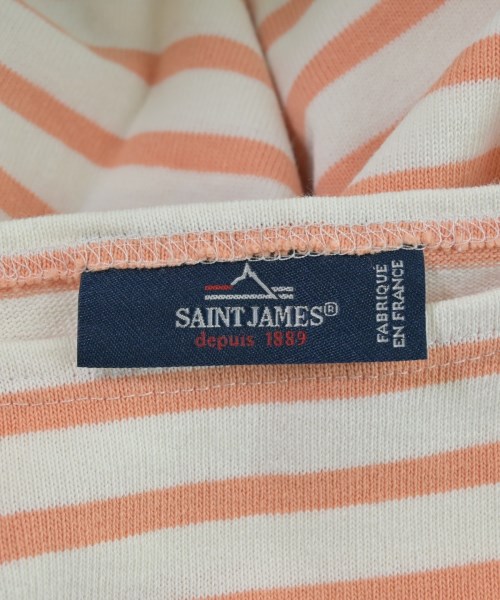 SAINT JAMES®
depuis 1889
FABRIQUÉ
EN FRANCE